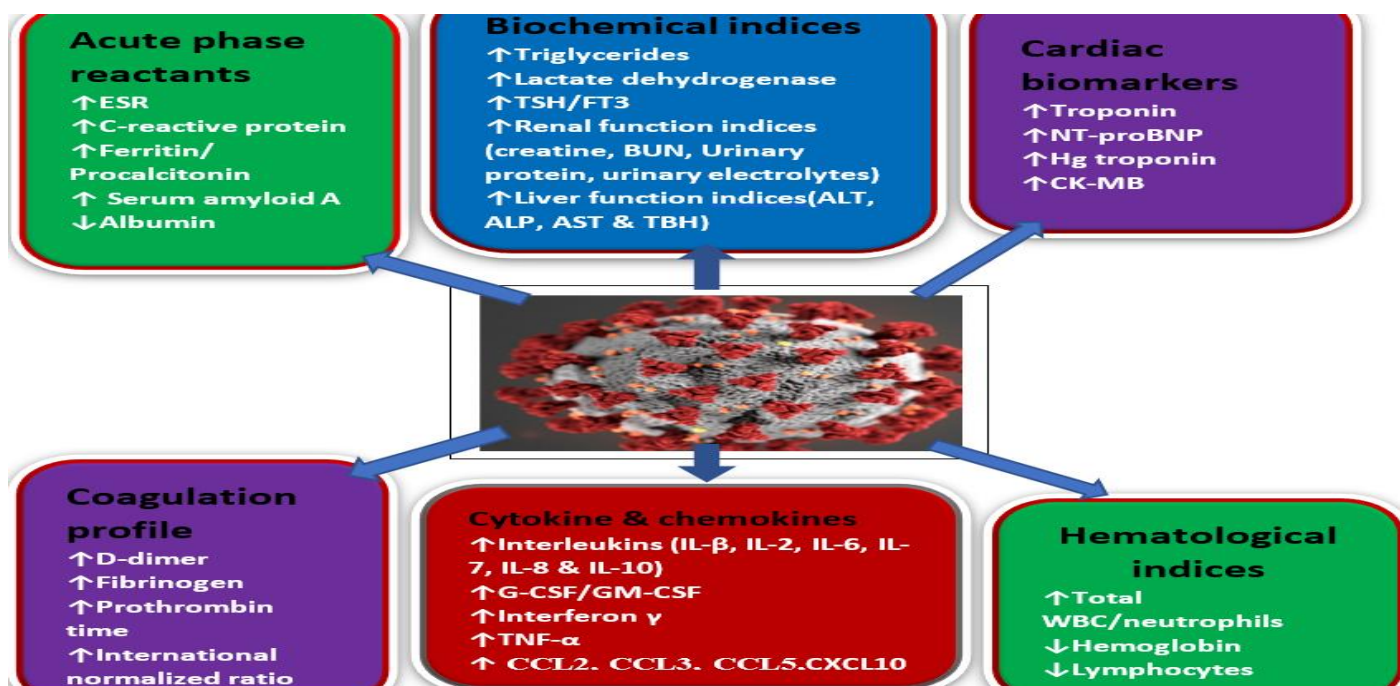 Acute phase
reactants
↑ESR
↑C-reactive protein
↑Ferritin/
Procalcitonin
↑ Serum amyloid A
↓Albumin
Biochemical indices
↑Triglycerides
↑Lactate dehydrogenase
↑TSH/FT3
↑Renal function indices
(creatine, BUN, Urinary
protein, urinary electrolytes)
↑Liver function indices(ALT,
ALP, AST & TBH)
Cardiac
biomarkers
↑Troponin
↑NT-proBNP
↑Hg troponin
↑CK-MB
Coagulation
profile
↑D-dimer
↑Fibrinogen
↑Prothrombin
time
↑International
normalized ratio
Cytokine & chemokines
↑Interleukins (IL-β, IL-2, IL-6, IL-
7, IL-8 & IL-10)
↑G-CSF/GM-CSF
↑Interferon γ
↑TNF-α
↑ CCL2. CCL3. CCL5.CXCL10
Hematological
indices
↑Total
WBC/neutrophils
↓Hemoglobin
↓Lymphocytes